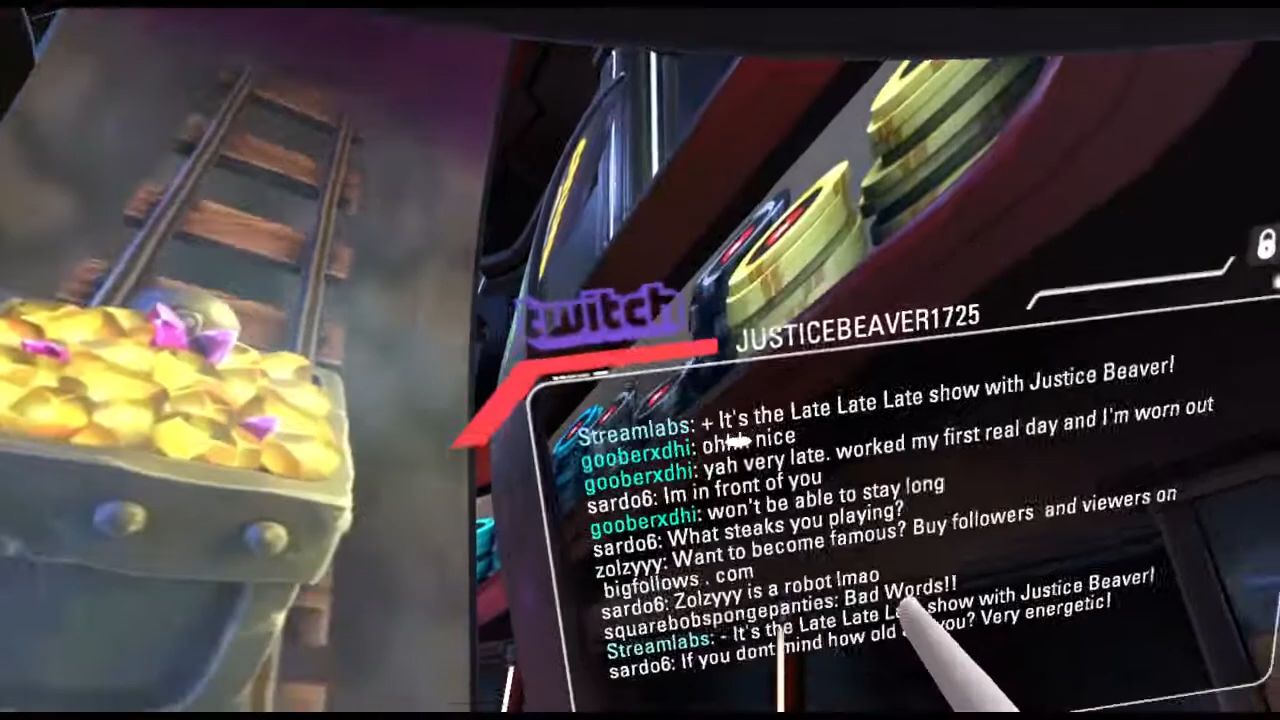 twitch
JUSTICEBEAVER1725
Streamlabs: + It's the Late Late Late show with Justice Beaver!
gooberxdhi: ohhh nice
gooberxdhi: yah very late. worked my first real day and I'm worn out
sardo6: Im in front of you
gooberxdhi: won't be able to stay long
sardo6: What steaks you playing?
zolzyyy: Want to become famous? Buy followers and viewers on
bigfollows . com
sardo6: Zolzyyy is a robot lmao
squarebobspongepanties: Bad Words!!
Streamlabs: - It's the Late Late Late show with Justice Beaver!
sardo6: If you dont mind how old are you? Very energetic!